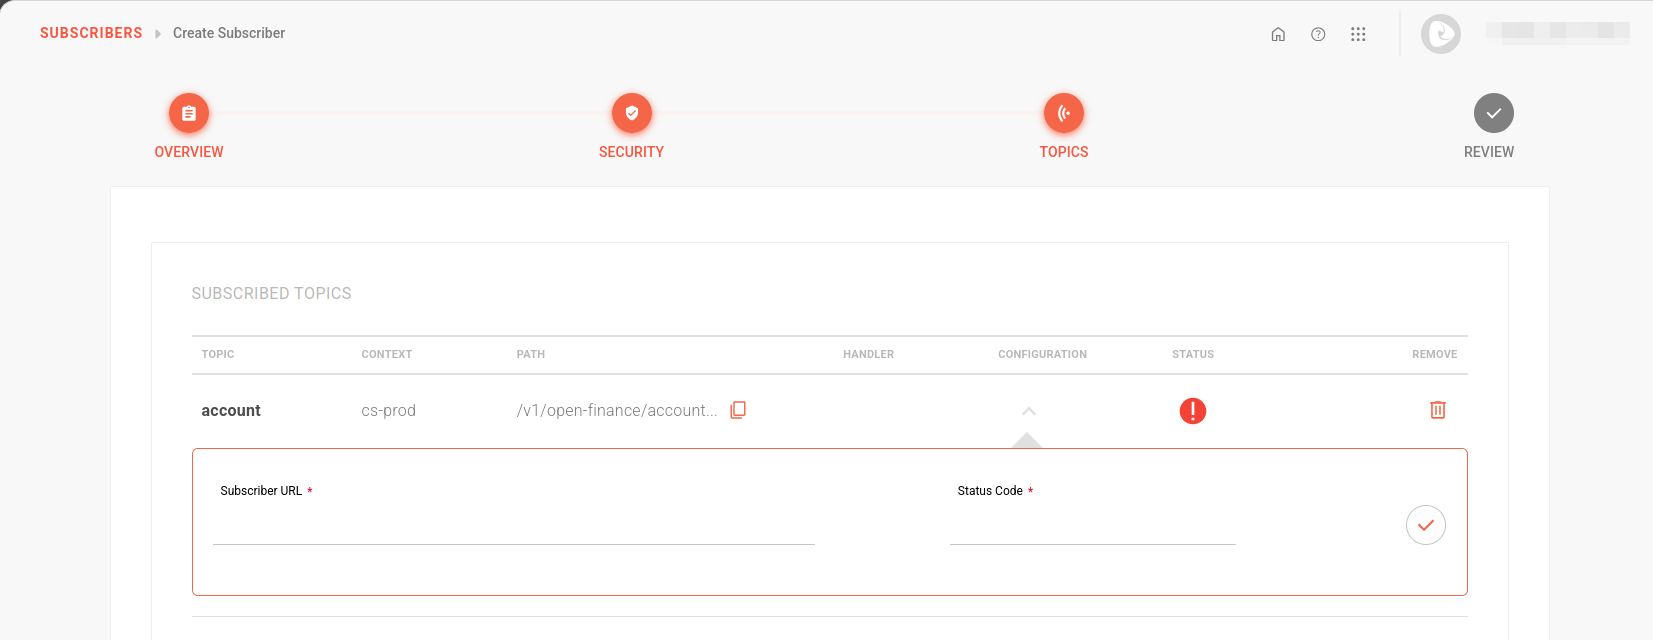 SUBSCRIBERS Create Subscriber
OVERVIEW SECURITY TOPICS REVIEW
SUBSCRIBED TOPICS
TOPIC CONTEXT PATH HANDLER CONFIGURATION STATUS REMOVE
account cs-prod /v1/open-finance/account...
Subscriber URL * Status Code *